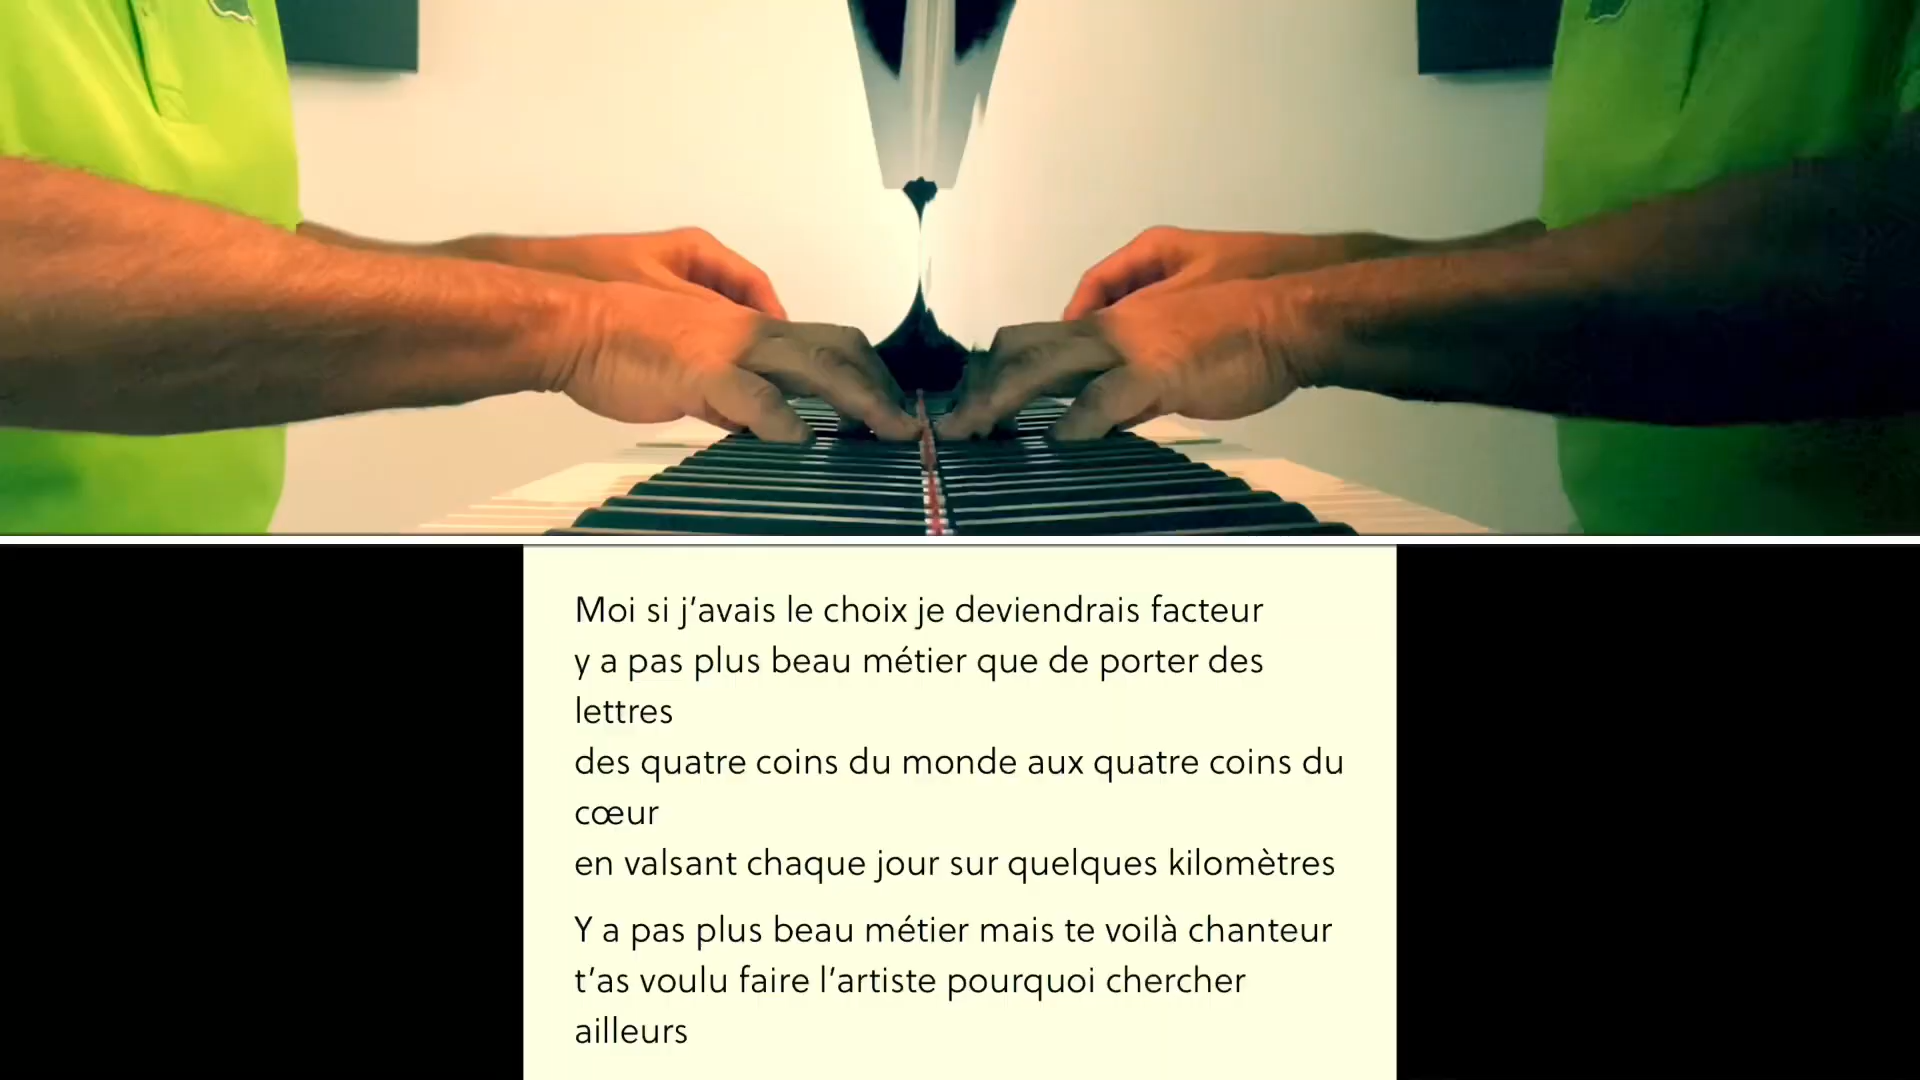 Moi si j’avais le choix je deviendrais facteur
y a pas plus beau métier que de porter des
lettres
des quatre coins du monde aux quatre coins du
cœur
en valsant chaque jour sur quelques kilomètres
Y a pas plus beau métier mais te voilà chanteur
t’as voulu faire l’artiste pourquoi chercher
ailleurs